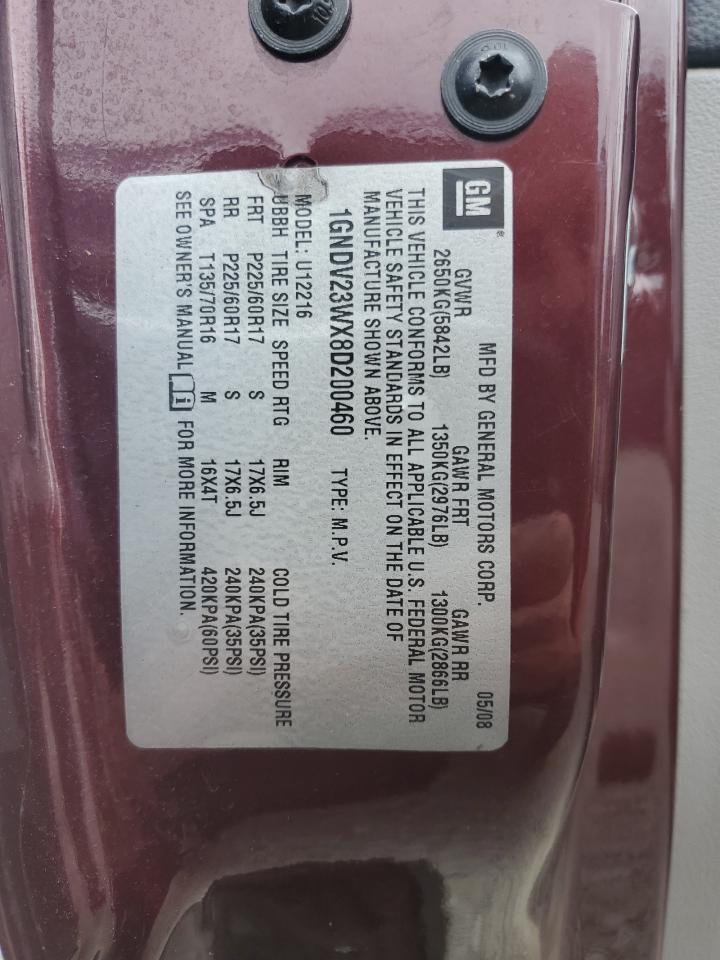 GM
MFD BY GENERAL MOTORS CORP. 05/08
GVWR GAWR FRT GAWR RR
2650KG(5842LB) 1350KG(2976LB) 1300KG(2866LB)
THIS VEHICLE CONFORMS TO ALL APPLICABLE U.S. FEDERAL MOTOR
VEHICLE SAFETY STANDARDS IN EFFECT ON THE DATE OF
MANUFACTURE SHOWN ABOVE.
1GNDV23WX8D200460 TYPE: M.P.V.
MODEL: U12216
UBBH TIRE SIZE SPEED RTG RIM COLD TIRE PRESSURE
FRT P225/60R17 S 17X6.5J 240KPA(35PSI)
RR P225/60R17 S 17X6.5J 240KPA(35PSI)
SPA T135/70R16 M 16X4T 420KPA(60PSI)
SEE OWNER'S MANUAL FOR MORE INFORMATION.